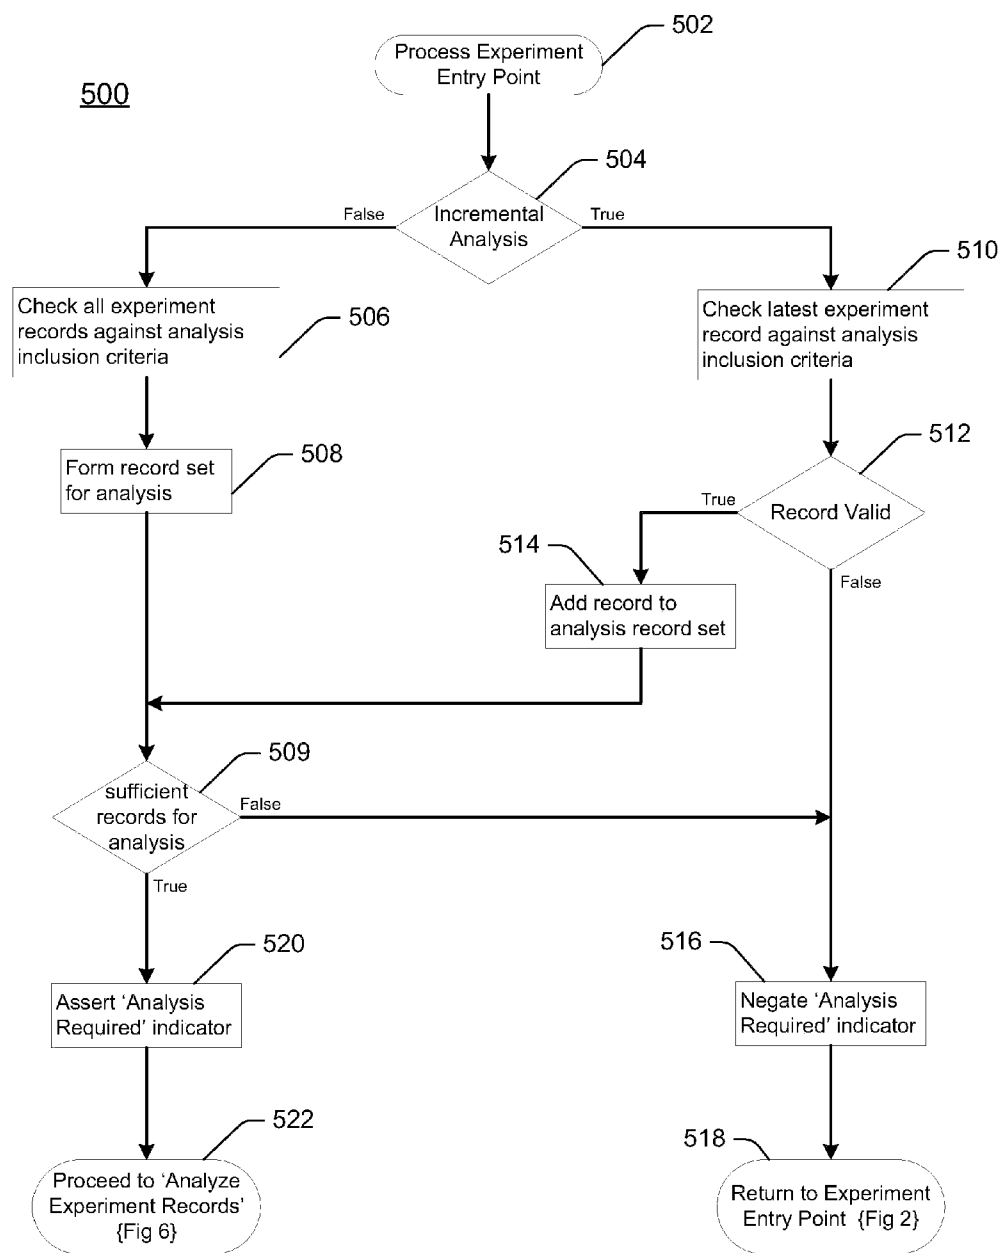 502
Process Experiment
Entry Point
500
504
Incremental
Analysis
False
True
510
Check all experiment
records against analysis
inclusion criteria
506
Check latest experiment
record against analysis
inclusion criteria
508
Form record set
for analysis
512
Record Valid
True
False
514
Add record to
analysis record set
509
sufficient
records for
analysis
False
True
520
Assert ‘Analysis
Required’ indicator
516
Negate ‘Analysis
Required’ indicator
522
Proceed to ‘Analyze
Experiment Records’
{Fig 6}
518
Return to Experiment
Entry Point {Fig 2}